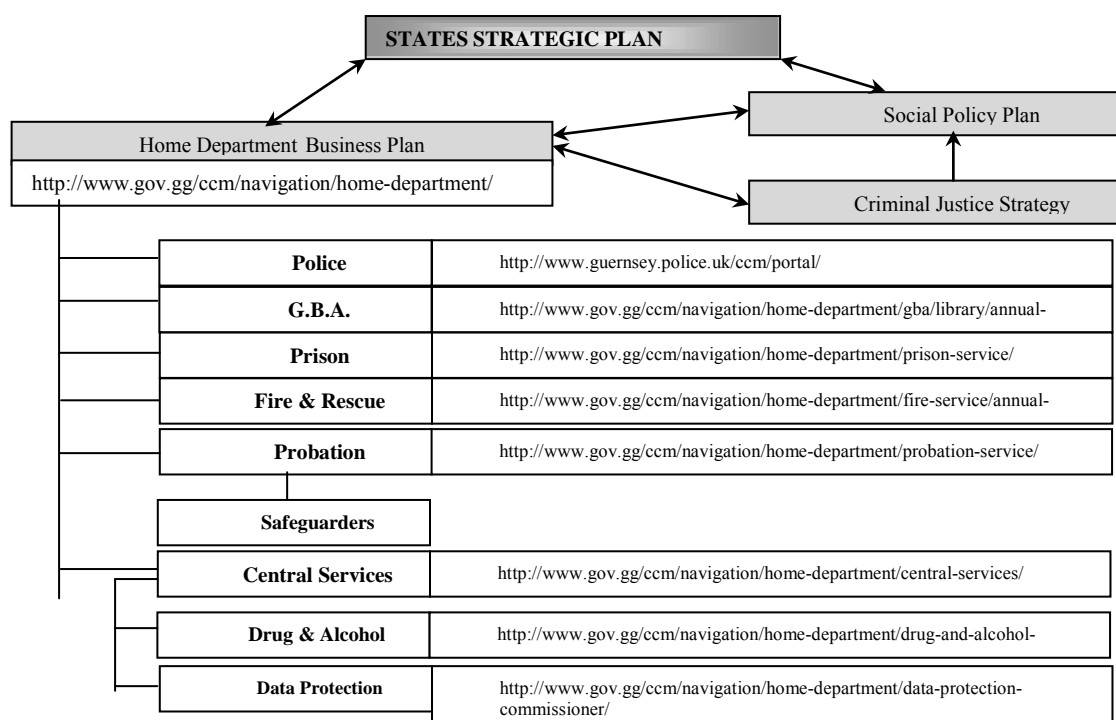 STATES STRATEGIC PLAN
Social Policy Plan
Home Department Business Plan
http://www.gov.gg/ccm/navigation/home-department/
Criminal Justice Strategy
Police http://www.guernsey.police.uk/ccm/portal/
G.B.A. http://www.gov.gg/ccm/navigation/home-department/gba/library/annual-
Prison http://www.gov.gg/ccm/navigation/home-department/prison-service/
Fire & Rescue http://www.gov.gg/ccm/navigation/home-department/fire-service/annual-
Probation http://www.gov.gg/ccm/navigation/home-department/probation-service/
Safeguarders
Central Services http://www.gov.gg/ccm/navigation/home-department/central-services/
Drug & Alcohol http://www.gov.gg/ccm/navigation/home-department/drug-and-alcohol-
Data Protection http://www.gov.gg/ccm/navigation/home-department/data-protection-
commissioner/